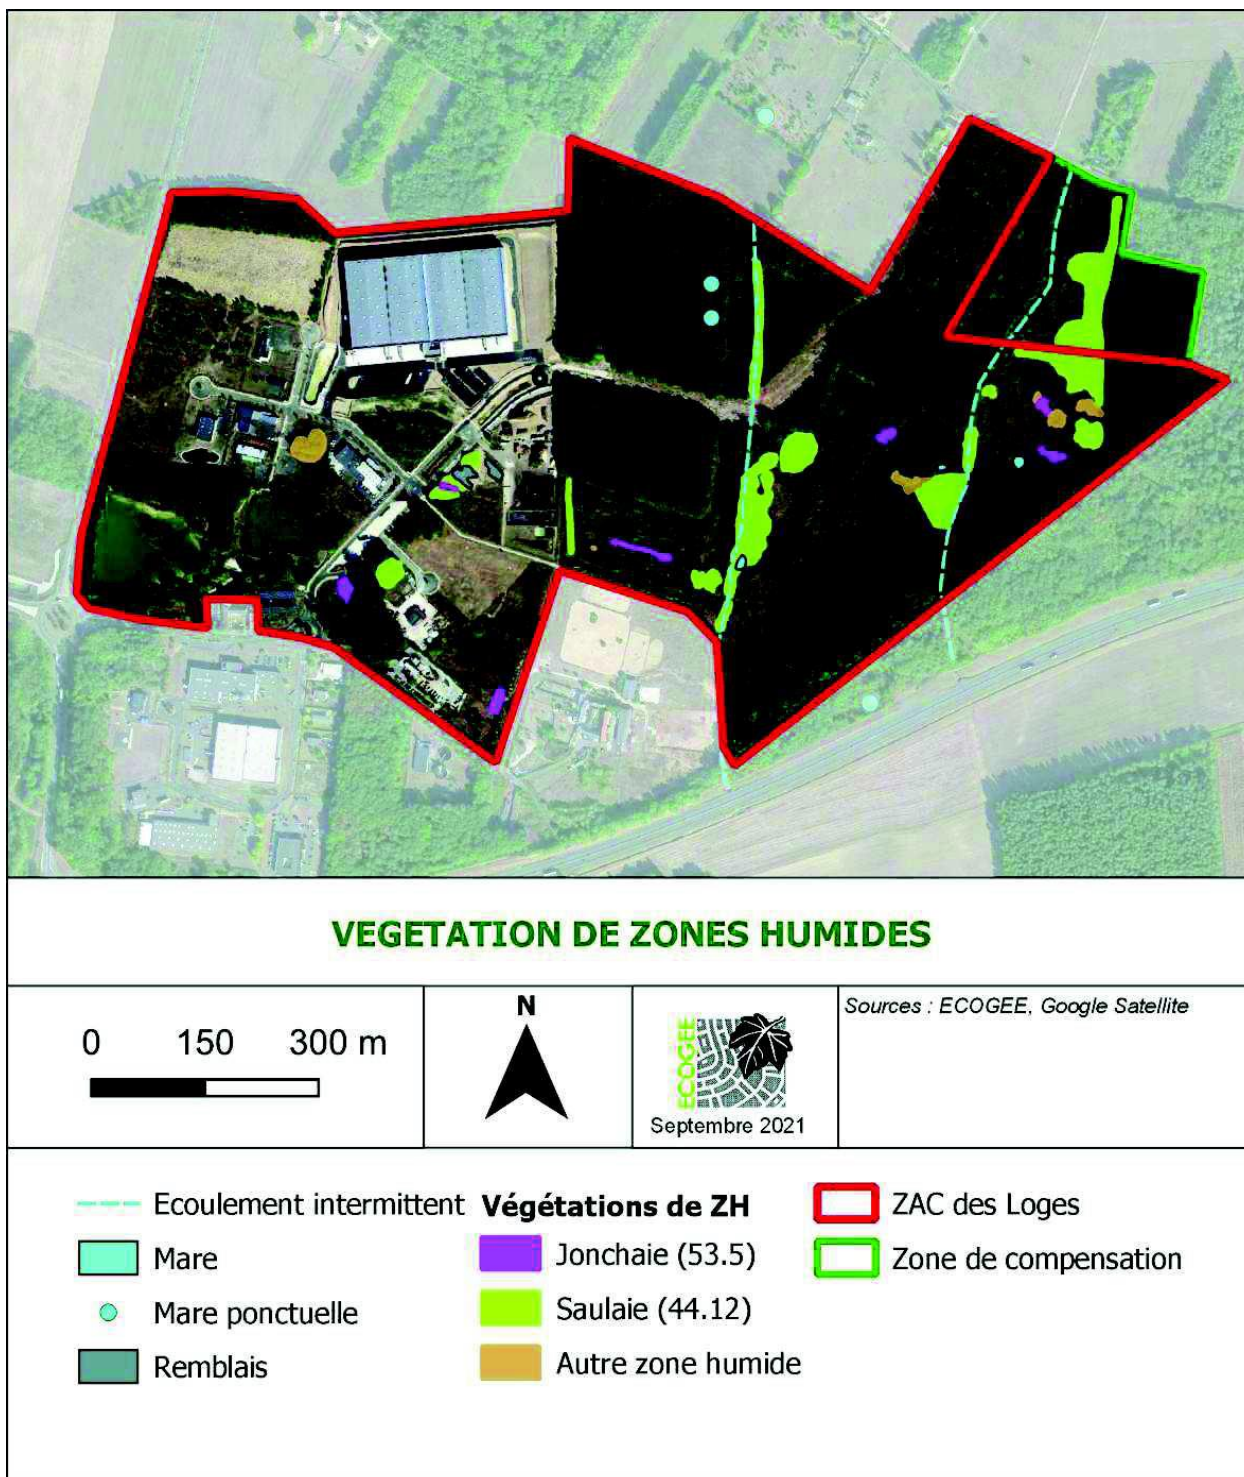 VEGETATION DE ZONES HUMIDES
0 150 300 m
N
ECOGEE
Septembre 2021
Sources : ECOGEE, Google Satellite
Ecoulement intermittent
Mare
Mare ponctuelle
Remblais
Végétations de ZH
Jonchaie (53.5)
Saulaie (44.12)
Autre zone humide
ZAC des Loges
Zone de compensation